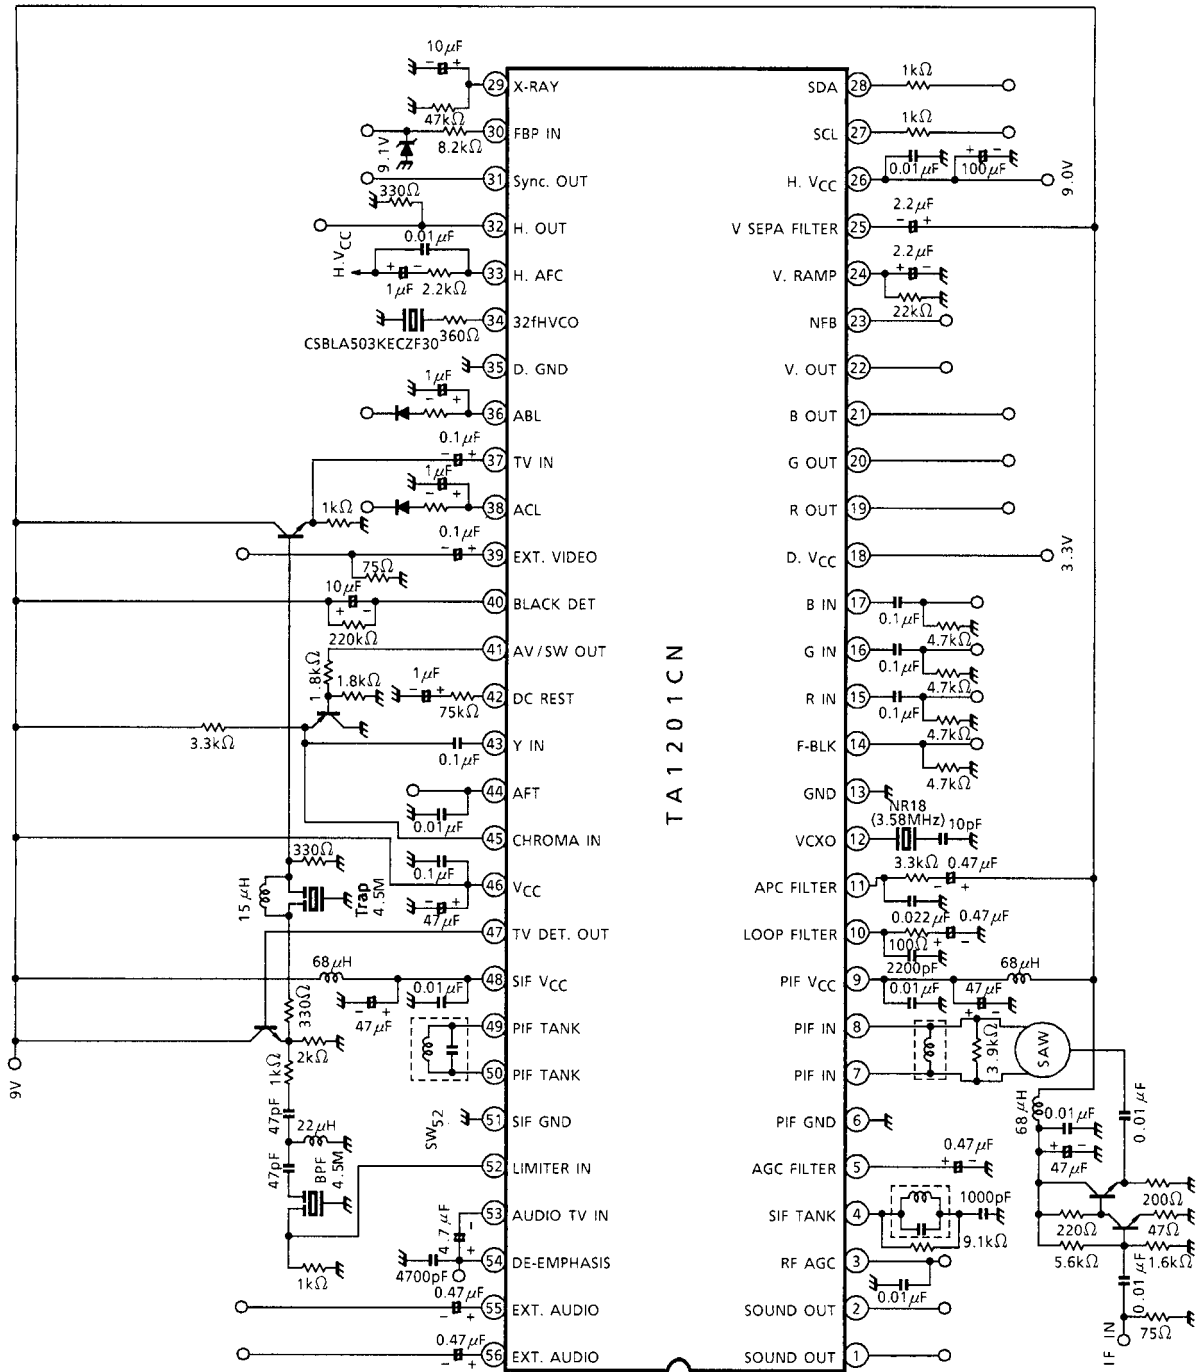 10μF
29 X-RAY
47kΩ
30 FBP IN
8.2kΩ
9.1V
31 Sync. OUT
330Ω
32 H. OUT
0.01μF
H.VCC
33 H. AFC
1μF 2.2kΩ
34 32fHVCO
360Ω
CSBLA503KECZF30
35 D. GND
1μF
36 ABL
0.1μF
37 TV IN
1μF
38 ACL
1kΩ
0.1μF
39 EXT. VIDEO
75Ω
10μF
40 BLACK DET
220kΩ
41 AV/SW OUT
1.8kΩ
1.8kΩ
1μF
42 DC REST
75kΩ
3.3kΩ
43 Y IN
0.1μF
44 AFT
0.01μF
45 CHROMA IN
330Ω
0.1μF
46 VCC
15μH
Trap
4.5M
47μF
47 TV DET. OUT
68μH
48 SIF VCC
0.01μF
47μF
330Ω
49 PIF TANK
2kΩ
1kΩ
50 PIF TANK
9V
47pF
22μH
SW52
51 SIF GND
47pF
BPF
4.5M
52 LIMITER IN
53 AUDIO TV IN
4.7μF
54 DE-EMPHASIS
4700pF
1kΩ
0.47μF
55 EXT. AUDIO
0.47μF
56 EXT. AUDIO
TA1201CN
1kΩ
SDA 28
1kΩ
SCL 27
0.01μF 100μF
H. VCC 26
9.0V
2.2μF
V SEPA FILTER 25
2.2μF
V. RAMP 24
22kΩ
NFB 23
V. OUT 22
B OUT 21
G OUT 20
R OUT 19
D. VCC 18
3.3V
B IN 17
0.1μF
4.7kΩ
G IN 16
0.1μF
4.7kΩ
R IN 15
0.1μF
4.7kΩ
F-BLK 14
4.7kΩ
GND 13
NR18
(3.58MHz)
10pF
VCXO 12
3.3kΩ 0.47μF
APC FILTER 11
0.022μF 0.47μF
LOOP FILTER 10
100Ω
2200pF
68μH
PIF VCC 9
0.01μF
47μF
PIF IN 8
3.9kΩ
SAW
PIF IN 7
68μH
0.01μF
0.01μF
PIF GND 6
47μF
0.47μF
AGC FILTER 5
1000pF
200Ω
SIF TANK 4
9.1kΩ
220Ω
47Ω
RF AGC 3
5.6kΩ
1.6kΩ
0.01μF
0.01μF
SOUND OUT 2
75Ω
IF IN
SOUND OUT 1